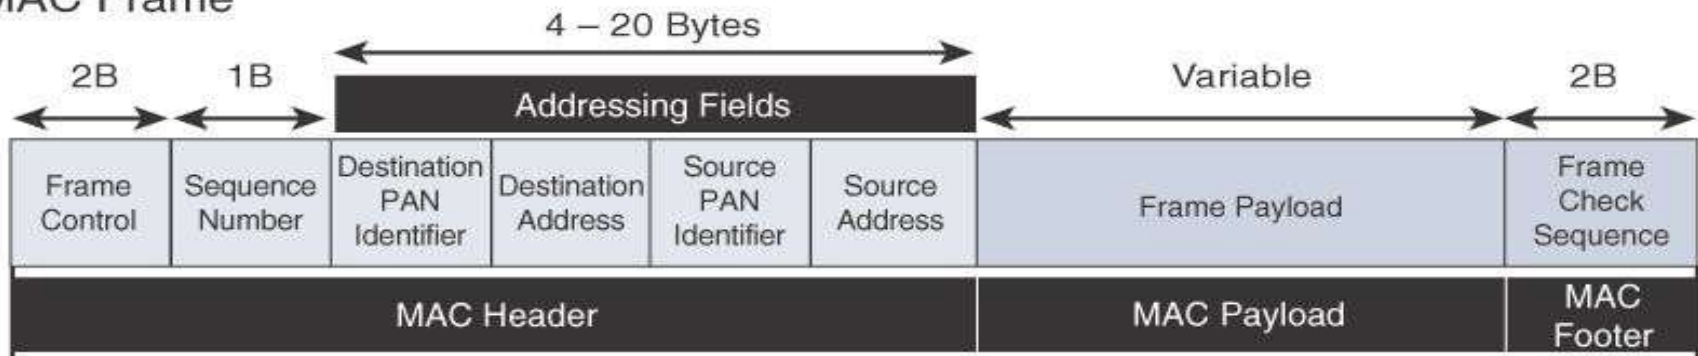 MAC Frame
4 – 20 Bytes
2B
1B
Variable
2B
Addressing Fields
Frame
Control
Sequence
Number
Destination
PAN
Identifier
Destination
Address
Source
PAN
Identifier
Source
Address
Frame Payload
Frame
Check
Sequence
MAC Header
MAC Payload
MAC
Footer